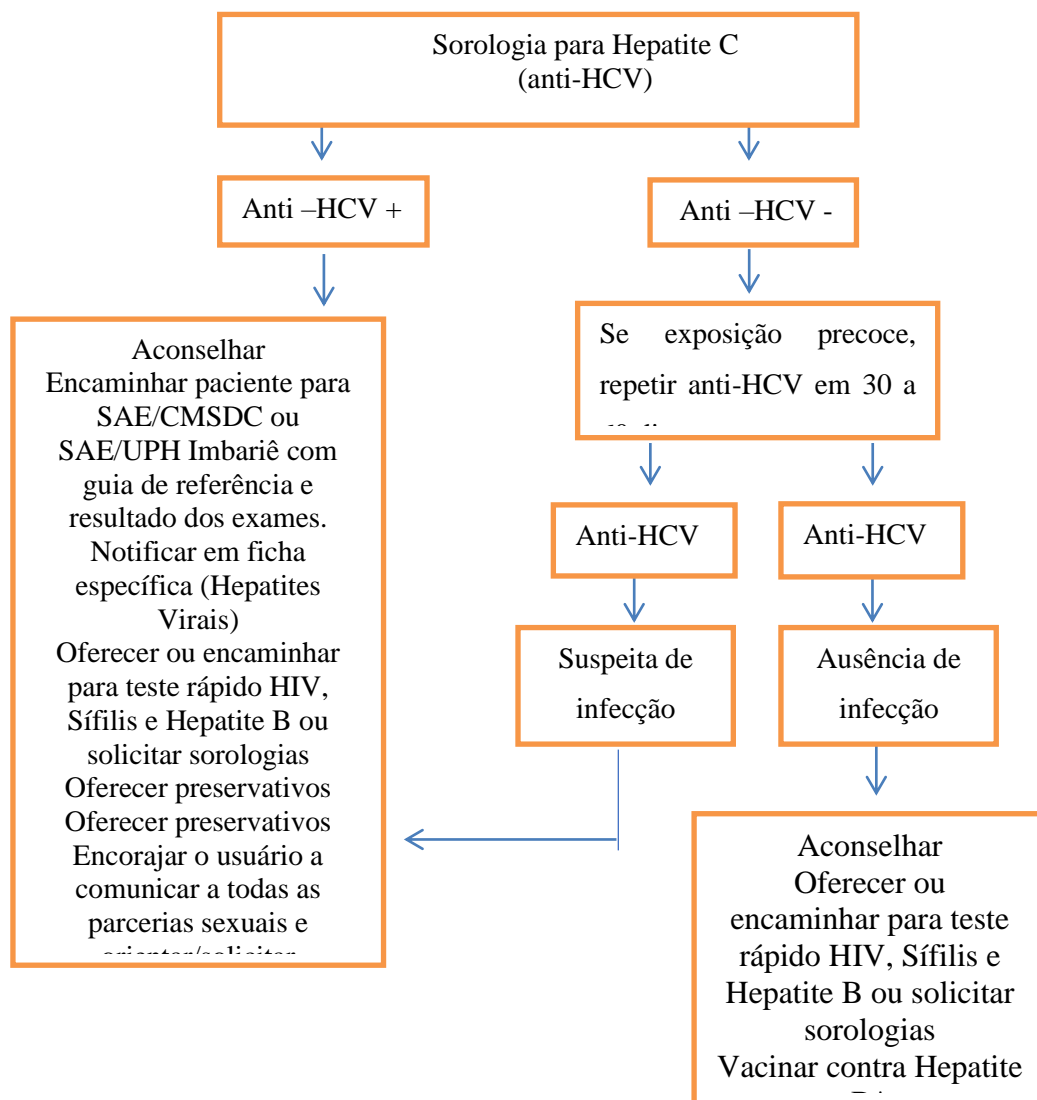 Sorologia para Hepatite C
(anti-HCV)
Anti –HCV +
Anti –HCV -
Aconselhar
Encaminhar paciente para
SAE/CMSDC ou
SAE/UPH Imbariê com
guia de referência e
resultado dos exames.
Notificar em ficha
específica (Hepatites
Virais)
Oferecer ou encaminhar
para teste rápido HIV,
Sífilis e Hepatite B ou
solicitar sorologias
Oferecer preservativos
Oferecer preservativos
Encorajar o usuário a
comunicar a todas as
parcerias sexuais e
orientar/solicitar
Se exposição precoce,
repetir anti-HCV em 30 a
Anti-HCV
Anti-HCV
Suspeita de
infecção
Ausência de
infecção
Aconselhar
Oferecer ou
encaminhar para teste
rápido HIV, Sífilis e
Hepatite B ou solicitar
sorologias
Vacinar contra Hepatite